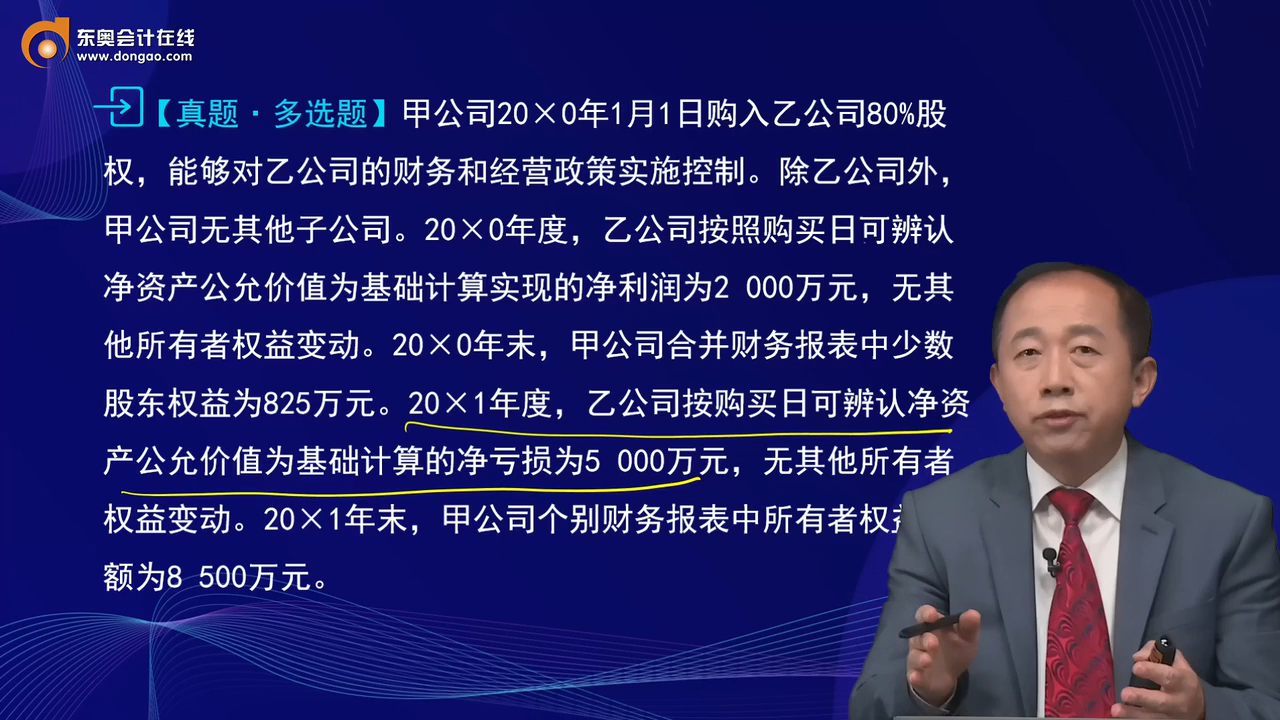 东奥会计在线
www.dongao.com
【真题·多选题】甲公司20×0年1月1日购入乙公司80%股
权，能够对乙公司的财务和经营政策实施控制。除乙公司外，
甲公司无其他子公司。20×0年度，乙公司按照购买日可辨认
净资产公允价值为基础计算实现的净利润为2 000万元，无其
他所有者权益变动。20×0年末，甲公司合并财务报表中少数
股东权益为825万元。20×1年度，乙公司按购买日可辨认净资
产公允价值为基础计算的净亏损为5 000万元，无其他所有者
权益变动。20×1年末，甲公司个别财务报表中所有者权
额为8 500万元。